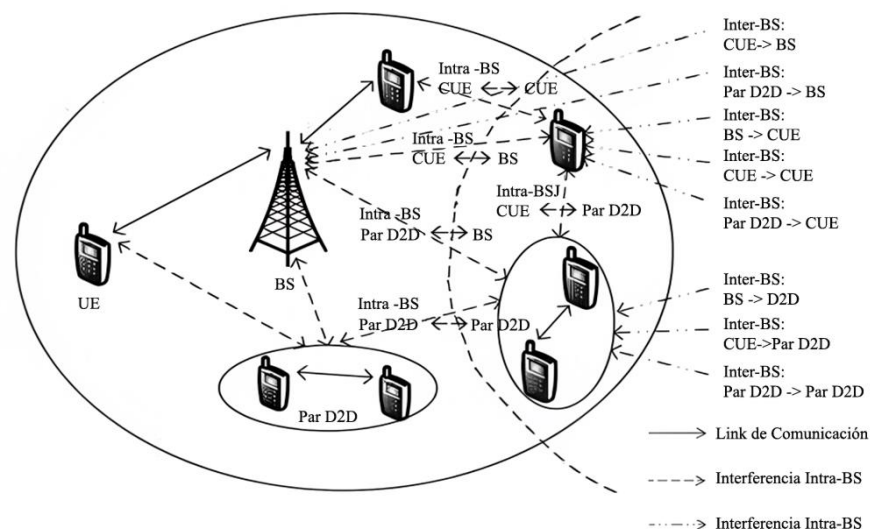 Inter-BS:
CUE-> BS
Inter-BS:
Par D2D -> BS
Inter-BS:
BS -> CUE
Inter-BS:
CUE -> CUE
Inter-BS:
Par D2D -> CUE
Intra -BS
CUE CUE
Intra -BS
CUE BS
Intra-BSJ
CUE Par D2D
Intra -BS
Par D2D BS
UE
BS
Intra -BS
Par D2D Par D2D
Par D2D
Inter-BS:
BS -> D2D
Inter-BS:
CUE->Par D2D
Inter-BS:
Par D2D -> Par D2D
Link de Comunicación
Interferencia Intra-BS
Interferencia Intra-BS